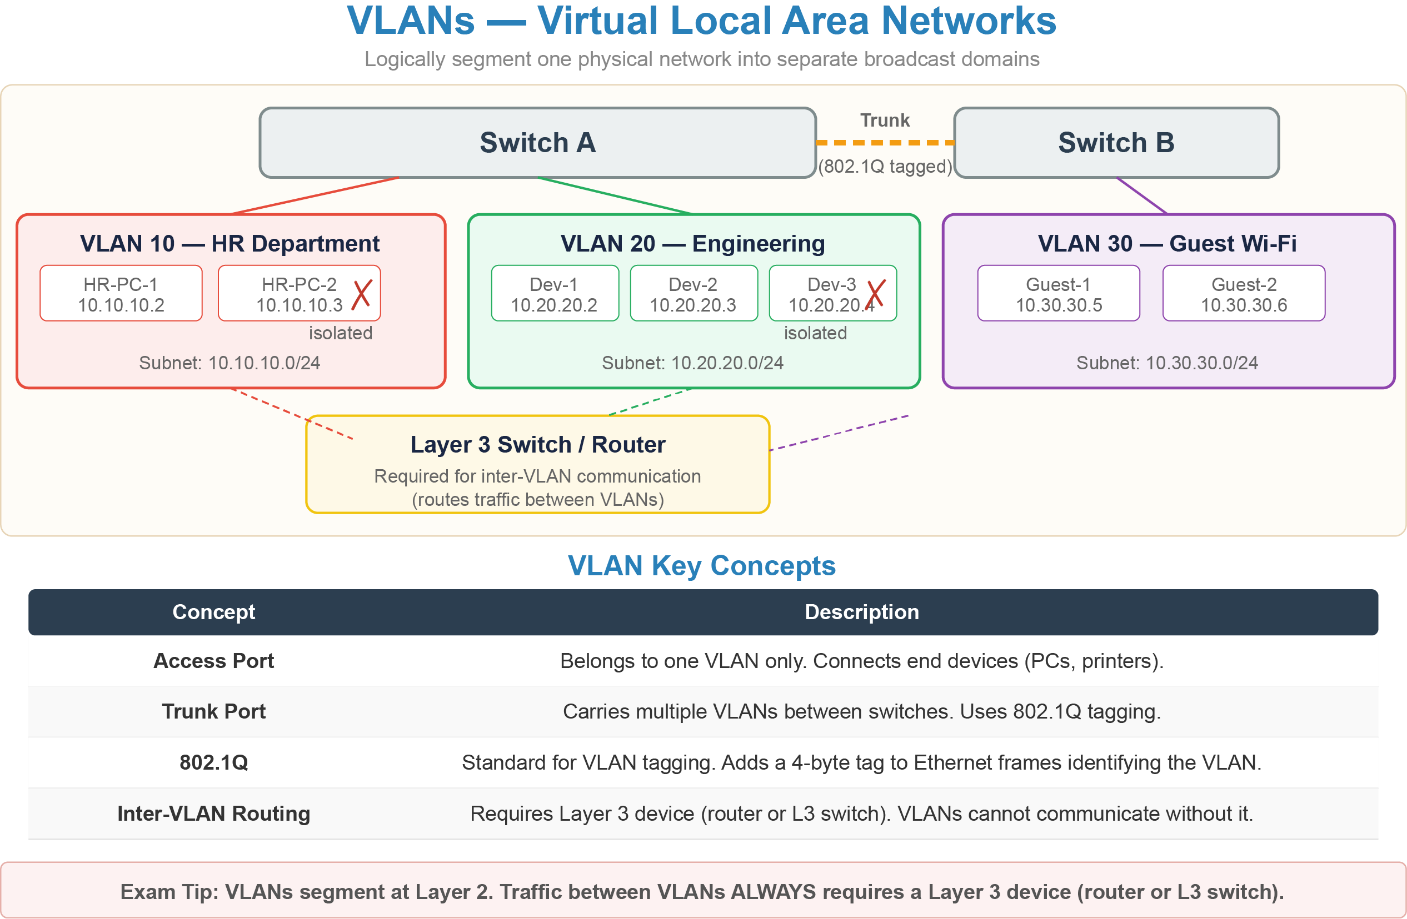 VLANs — Virtual Local Area Networks
Logically segment one physical network into separate broadcast domains
Switch A
Trunk
(802.1Q tagged)
Switch B
VLAN 10 — HR Department
HR-PC-1
10.10.10.2
HR-PC-2
10.10.10.3
X
isolated
Subnet: 10.10.10.0/24
VLAN 20 — Engineering
Dev-1
10.20.20.2
Dev-2
10.20.20.3
Dev-3
10.20.20.4
X
isolated
Subnet: 10.20.20.0/24
VLAN 30 — Guest Wi-Fi
Guest-1
10.30.30.5
Guest-2
10.30.30.6
Subnet: 10.30.30.0/24
Layer 3 Switch / Router
Required for inter-VLAN communication
(routes traffic between VLANs)
VLAN Key Concepts
Concept Description
Access Port Belongs to one VLAN only. Connects end devices (PCs, printers).
Trunk Port Carries multiple VLANs between switches. Uses 802.1Q tagging.
802.1Q Standard for VLAN tagging. Adds a 4-byte tag to Ethernet frames identifying the VLAN.
Inter-VLAN Routing Requires Layer 3 device (router or L3 switch). VLANs cannot communicate without it.
Exam Tip: VLANs segment at Layer 2. Traffic between VLANs ALWAYS requires a Layer 3 device (router or L3 switch).